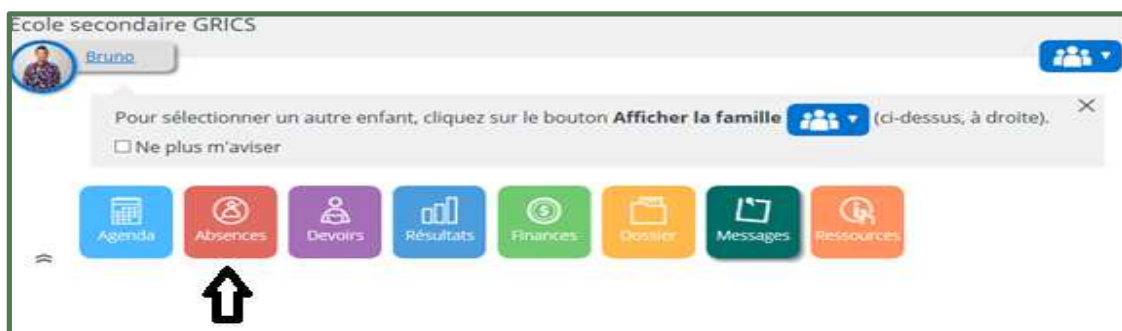 Ecole secondaire GRICS
Bruno
Pour sélectionner un autre enfant, cliquez sur le bouton Afficher la famille (ci-dessus, à droite).
Ne plus m'aviser
Agenda Absences Devoirs Résultats Finances Dossier Messages Ressources